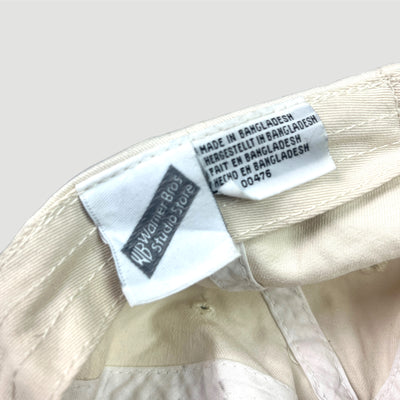 WB Warner Bros
Studio Store
MADE IN BANGLADESH
HERGESTELLT IN BANGLADESH
FAIT EN BANGLADESH
HECHO EN BANGLADESH
00476